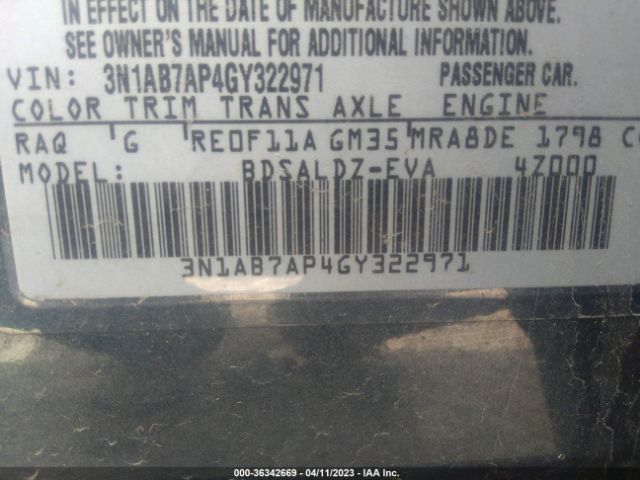 IN EFFECT ON THE DATE OF MANUFACTURE SHOWN ABOVE.
SEE OWNER'S MANUAL FOR ADDITIONAL INFORMATION.
VIN: 3N1AB7AP4GY322971 PASSENGER CAR.
COLOR TRIM TRANS AXLE ENGINE
RAQ G RE0F11A GM35 MRA8DE 1798 C
MODEL: BDSALDZ-EVA 4Z000
3N1AB7AP4GY322971
000-36342669 - 04/11/2023 - IAA Inc.